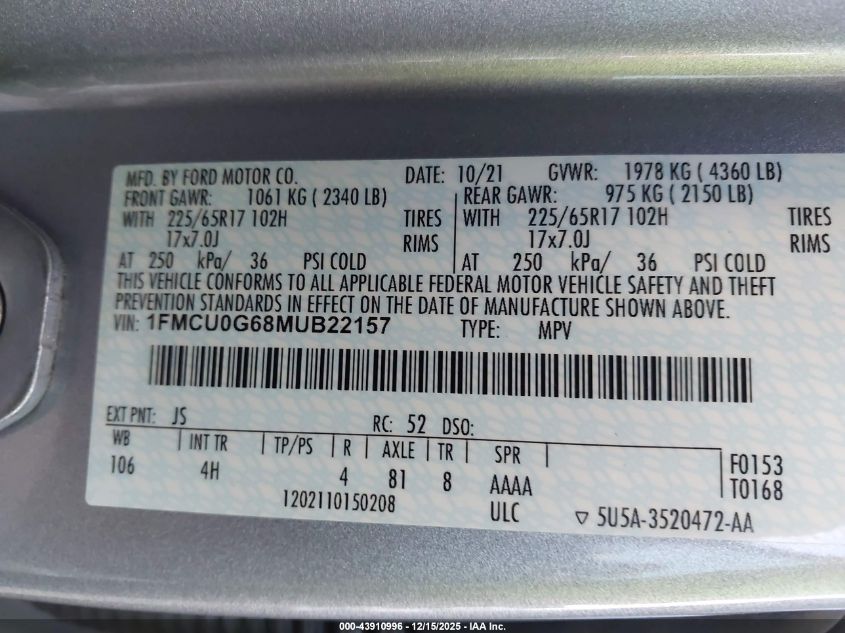 MFD. BY FORD MOTOR CO. DATE: 10/21 GVWR: 1978 KG ( 4360 LB)
FRONT GAWR: 1061 KG ( 2340 LB) REAR GAWR: 975 KG ( 2150 LB)
WITH 225/65R17 102H TIRES WITH 225/65R17 102H TIRES
17x7.0J RIMS 17x7.0J RIMS
AT 250 kPa/ 36 PSI COLD AT 250 kPa/ 36 PSI COLD
THIS VEHICLE CONFORMS TO ALL APPLICABLE FEDERAL MOTOR VEHICLE SAFETY AND THEFT
PREVENTION STANDARDS IN EFFECT ON THE DATE OF MANUFACTURE SHOWN ABOVE.
VIN: 1FMCU0G68MUB22157 TYPE: MPV
EXT PNT: JS RC: 52 DSO:
WB INT TR TP/PS R AXLE TR SPR F0153
106 4H 4 81 8 AAAA T0168
1202110150208 ULC ▽ 5U5A-3520472-AA
000-43910996 - 12/15/2025 - IAA Inc.